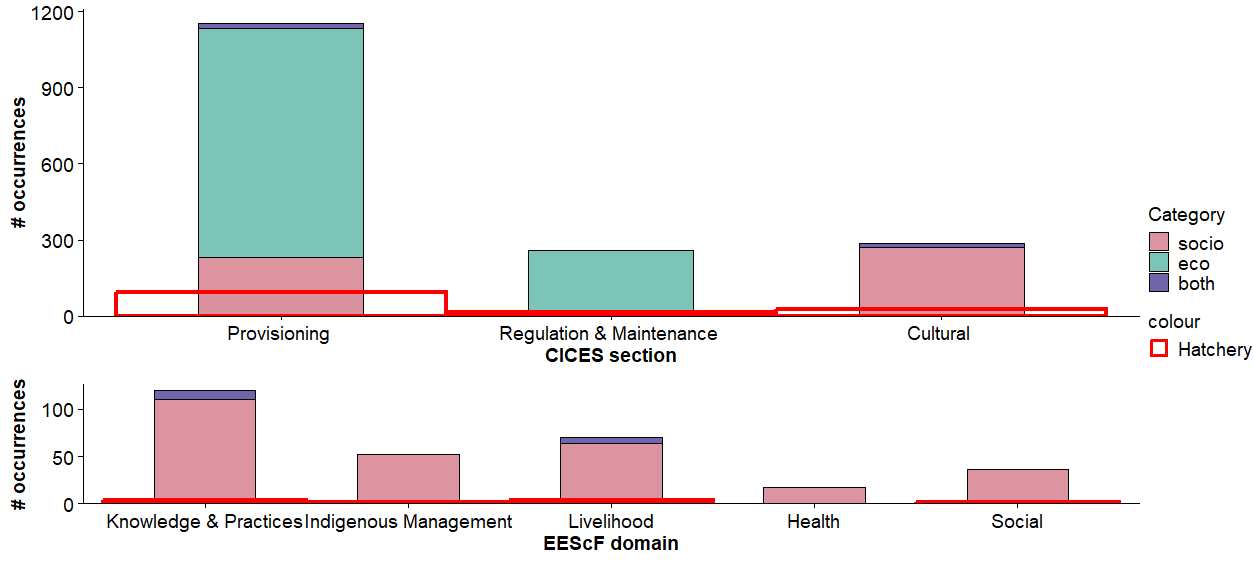 # occurrences
1200
900
600
300
0
Provisioning Regulation & Maintenance Cultural
CICES section
Category
socio
eco
both
colour
Hatchery
# occurrences
100
50
0
Knowledge & Practices Indigenous Management Livelihood Health Social
EEScF domain